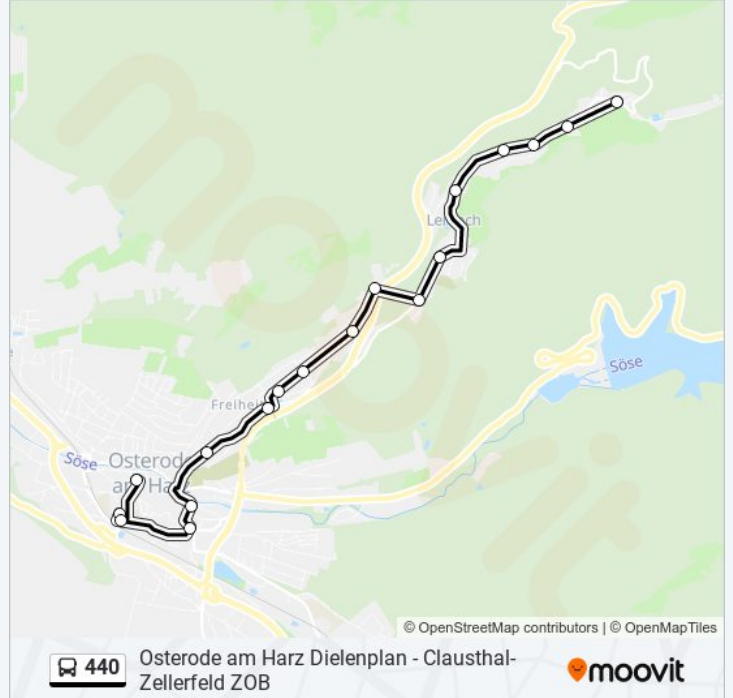 Lerbach
Söse
Freiheit
Söse
Osterode
am Harz
© OpenStreetMap contributors | © OpenMapTiles
440
Osterode am Harz Dielenplan - Clausthal-
Zellerfeld ZOB
moovit
moovit